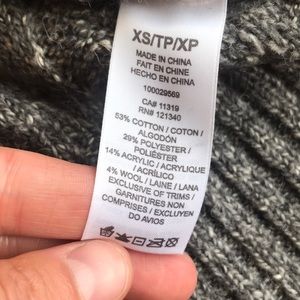 XS/TP/XP
MADE IN CHINA
FAIT EN CHINE
HECHO EN CHINA
100029569
CA# 11319
RN# 121340
53% COTTON / COTON /
ALGODÓN
29% POLYESTER /
POLIÉSTER
14% ACRYLIC / ACRYLIQUE
/ ACRÍLICO
4% WOOL / LAINE / LANA
EXCLUSIVE OF TRIMS /
GARNITURES NON
COMPRISES / EXCLUYEN
DO AVIOS